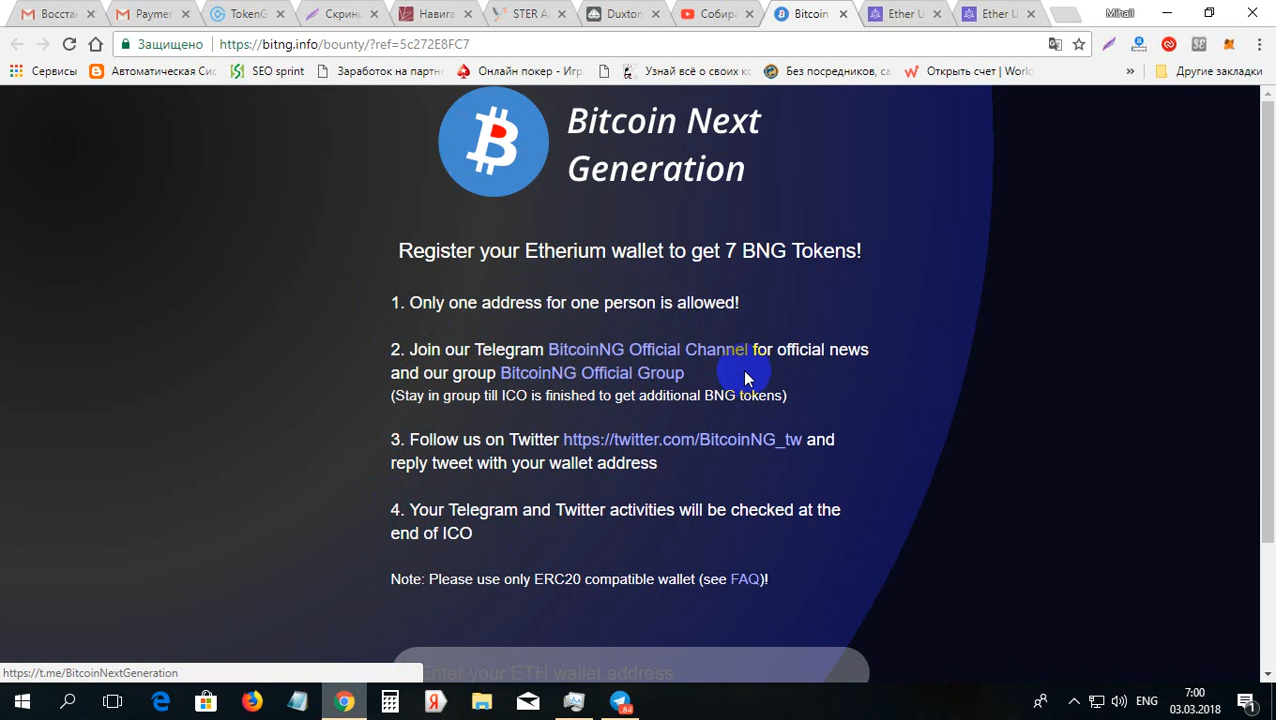 Восста
Paymen
TokenG
Скрині
Навига
STER A
Duxton
Собира
Bitcoin
Ether U
Ether U
Mihail
Защищено
https://bitng.info/bounty/?ref=5c272E8FC7
Сервисы
Автоматическая Сис
SEO sprint
Заработок на партне
Онлайн покер - Игр
Узнай всё о своих ко
Без посредников, са
Открыть счет | World
»
Другие закладки
Bitcoin Next
Generation
Register your Etherium wallet to get 7 BNG Tokens!
1. Only one address for one person is allowed!
2. Join our Telegram BitcoinNG Official Channel for official news
and our group BitcoinNG Official Group
(Stay in group till ICO is finished to get additional BNG tokens)
3. Follow us on Twitter https://twitter.com/BitcoinNG_tw and
reply tweet with your wallet address
4. Your Telegram and Twitter activities will be checked at the
end of ICO
Note: Please use only ERC20 compatible wallet (see FAQ)!
Enter your ETH wallet address
https://t.me/BitcoinNextGeneration
84
ENG
7:00
03.03.2018
1